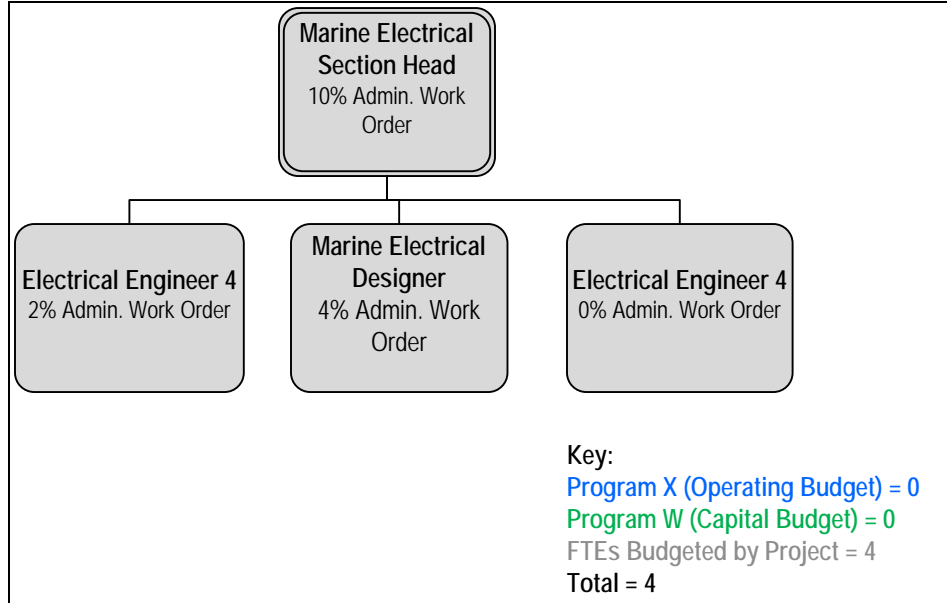 Marine Electrical
Section Head
10% Admin. Work
Order
Electrical Engineer 4
2% Admin. Work Order
Marine Electrical
Designer
4% Admin. Work
Order
Electrical Engineer 4
0% Admin. Work Order
Key:
Program X (Operating Budget) = 0
Program W (Capital Budget) = 0
FTEs Budgeted by Project = 4
Total = 4